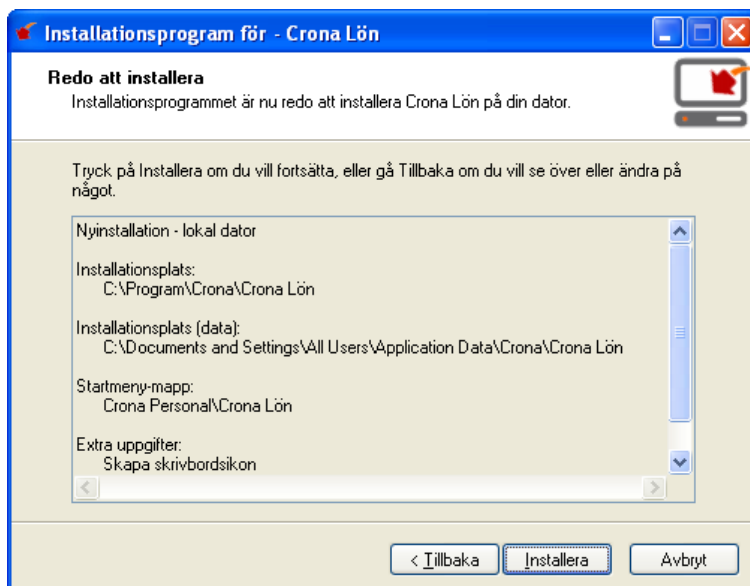 Installationsprogram för - Crona Lön
Redo att installera
Installationsprogrammet är nu redo att installera Crona Lön på din dator.
Tryck på Installera om du vill fortsätta, eller gå Tillbaka om du vill se över eller ändra på
något.
Nyinstallation - lokal dator
Installationsplats:
C:\Program\Crona\Crona Lön
Installationsplats (data):
C:\Documents and Settings\All Users\Application Data\Crona\Crona Lön
Startmeny-mapp:
Crona Personal\Crona Lön
Extra uppgifter:
Skapa skrivbordsikon
< Tillbaka
Installera
Avbryt